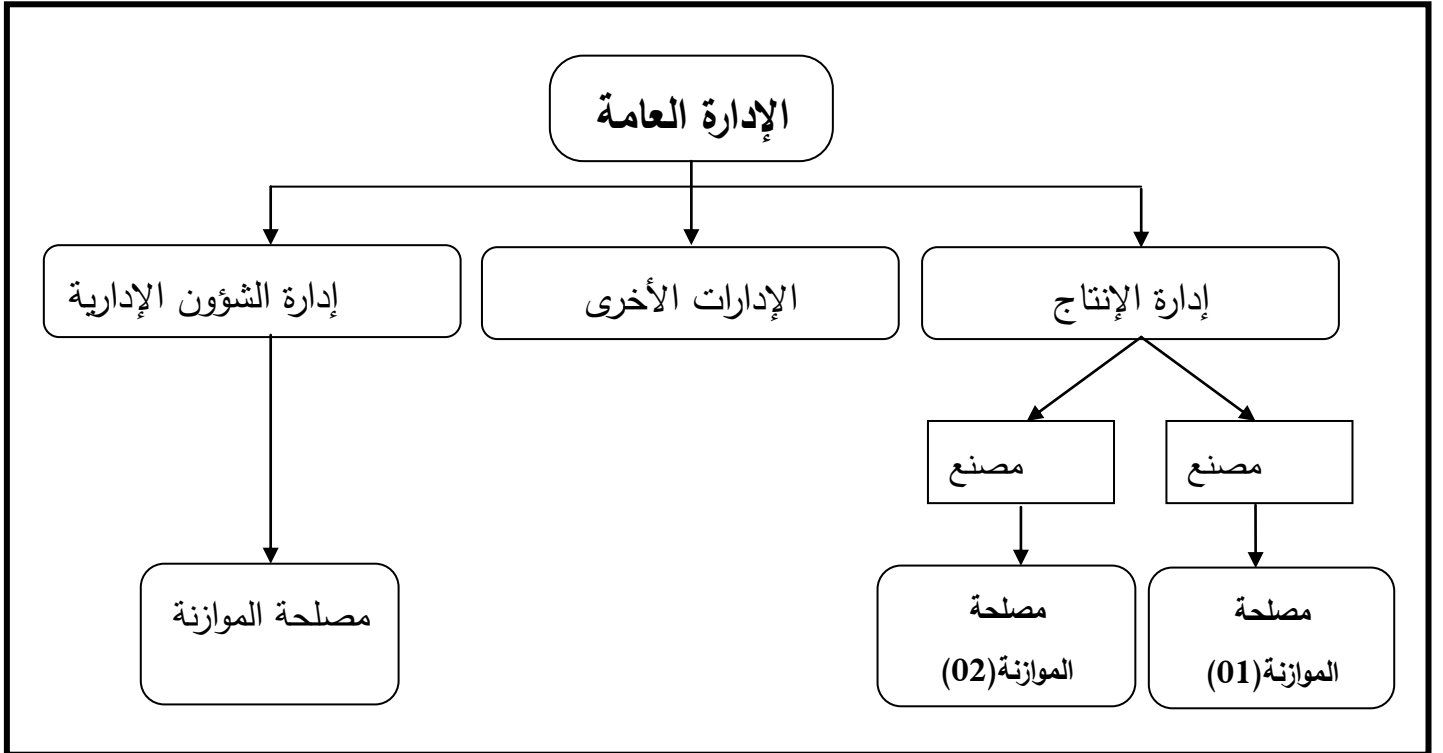 الإدارة العامة
إدارة الإنتاج
الإدارات الأخرى
إدارة الشؤون الإدارية
مصنع
مصنع
مصلحة
الموازنة(01)
مصلحة
الموازنة(02)
مصلحة الموازنة